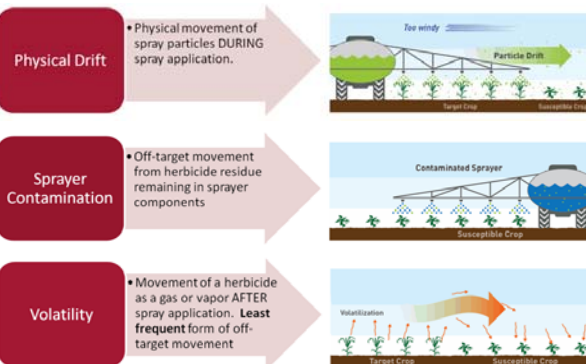 Physical Drift
• Physical movement of
spray particles DURING
spray application.
Too windy
Particle Drift
Target Crop
Susceptible Crop
Sprayer
Contamination
• Off-target movement
from herbicide residue
remaining in sprayer
components
Contaminated Sprayer
Susceptible Crop
Volatility
• Movement of a herbicide
as a gas or vapor AFTER
spray application. Least
frequent form of off-
target movement
Volatilization
Target Crop
Susceptible Crop